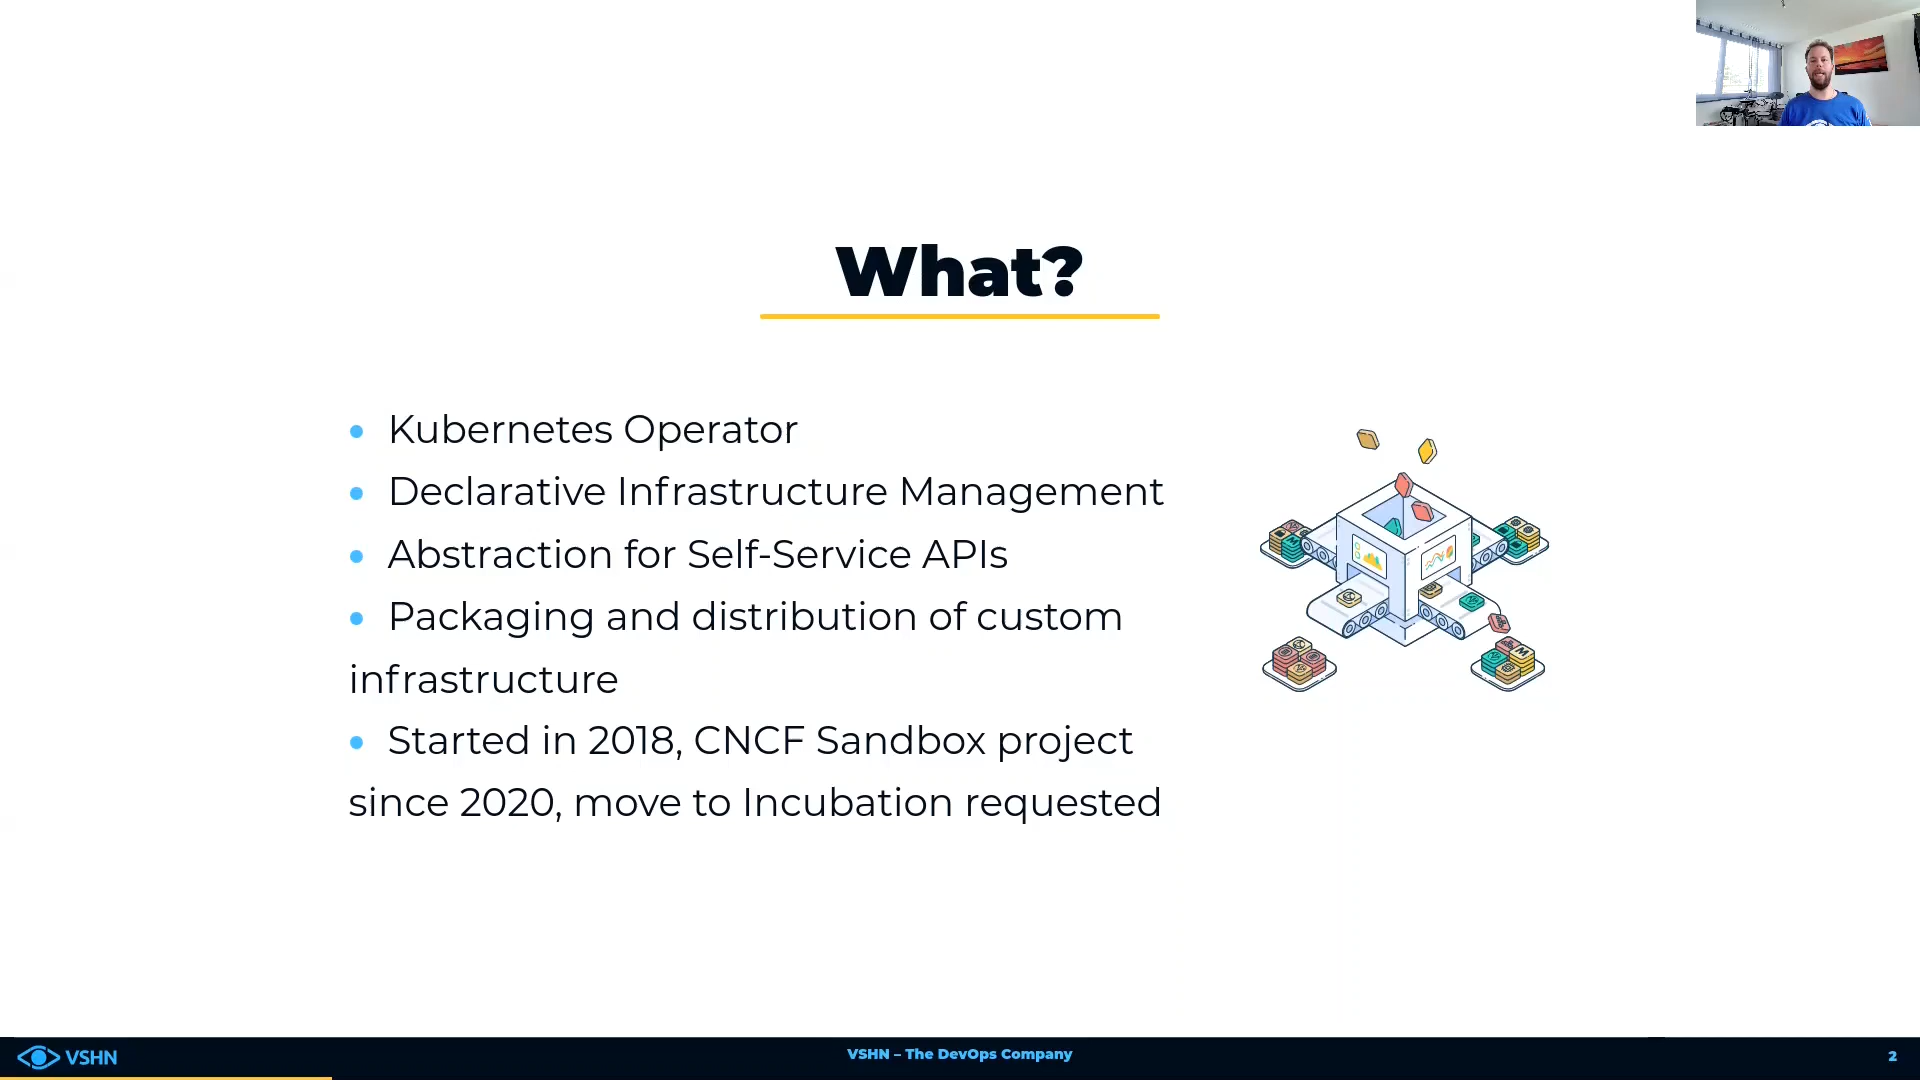 What?
Kubernetes Operator
Declarative Infrastructure Management
Abstraction for Self-Service APIs
Packaging and distribution of custom
infrastructure
Started in 2018, CNCF Sandbox project
since 2020, move to Incubation requested
VSHN
VSHN – The DevOps Company
2